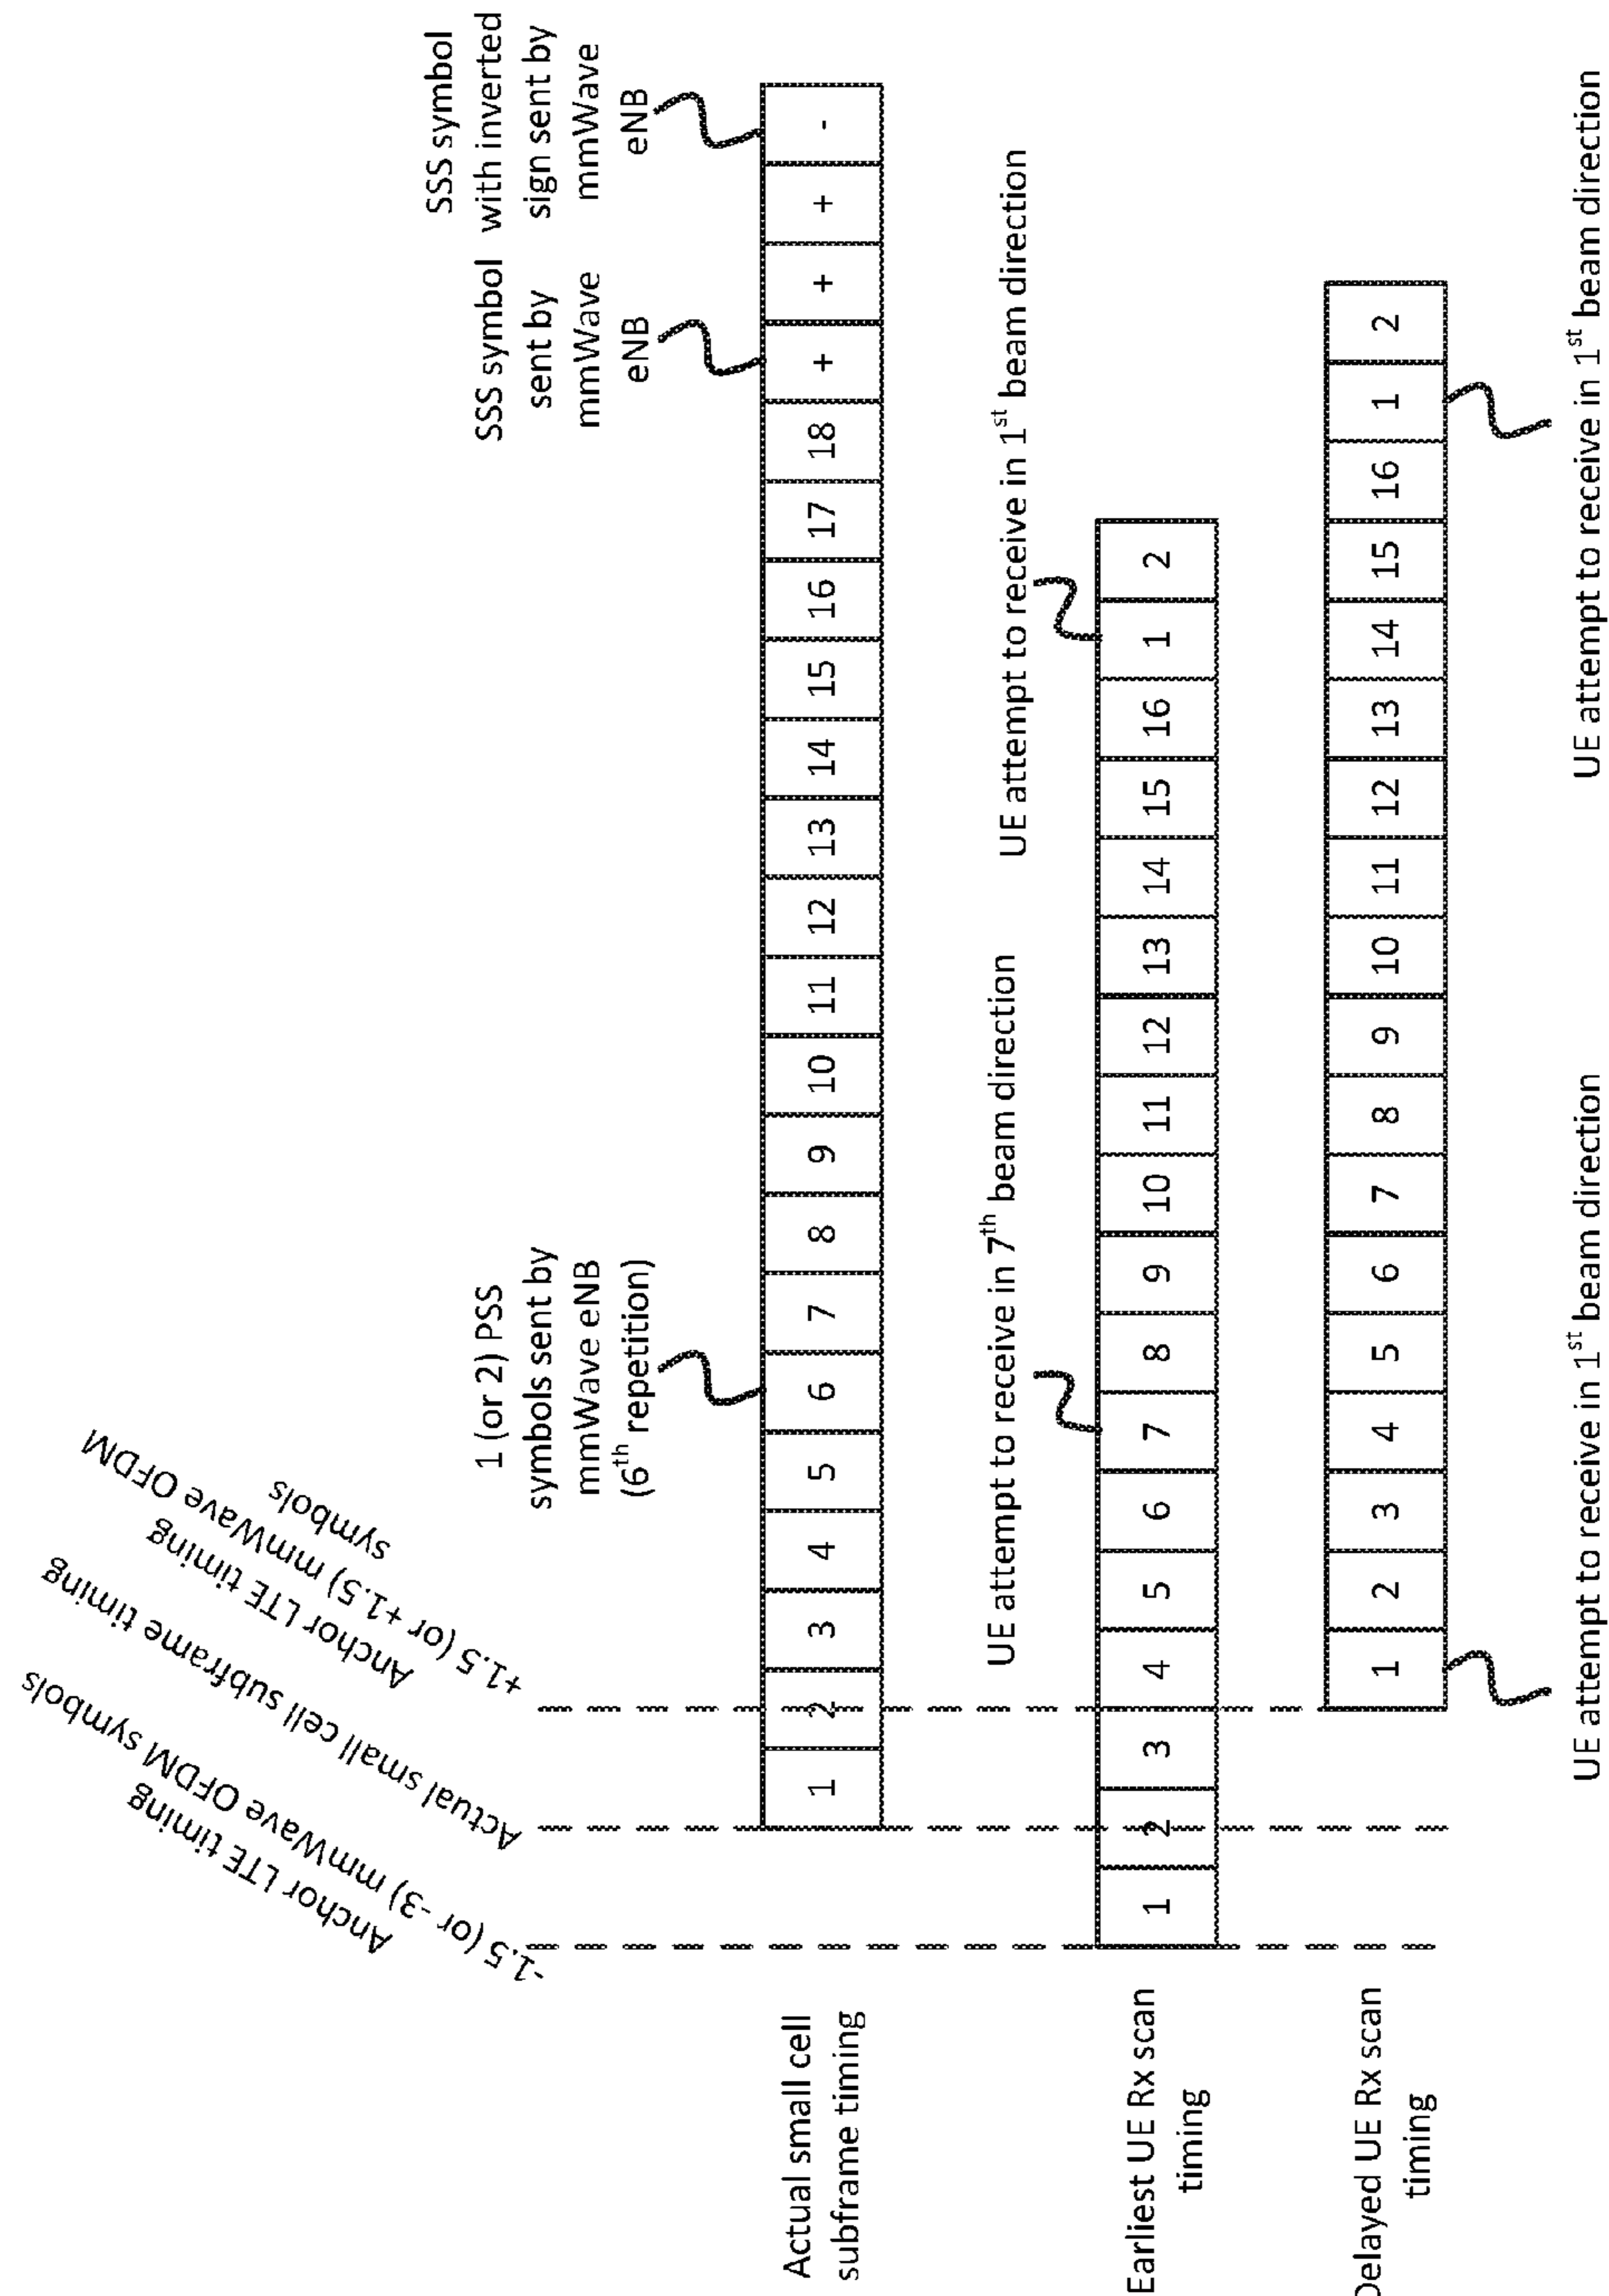 Anchor LTE timing
-1.5 (or -3) mmWave OFDM symbols
Actual small cell subframe timing
Anchor LTE timing
+1.5 (or +1.5) mmWave OFDM
symbols
1 (or 2) PSS
symbols sent by
mmWave eNB
(6th repetition)
SSS symbol
sent by
mmWave
eNB
SSS symbol
with inverted
sign sent by
mmWave
eNB
Actual small cell
subframe timing
1 2 3 4 5 6 7 8 9 10 11 12 13 14 15 16 17 18 + + + -
UE attempt to receive in 7th beam direction
UE attempt to receive in 1st beam direction
Earliest UE Rx scan
timing
1 2 3 4 5 6 7 8 9 10 11 12 13 14 15 16 1 2
Delayed UE Rx scan
timing
1 2 3 4 5 6 7 8 9 10 11 12 13 14 15 16 1 2
UE attempt to receive in 1st beam direction
UE attempt to receive in 1st beam direction